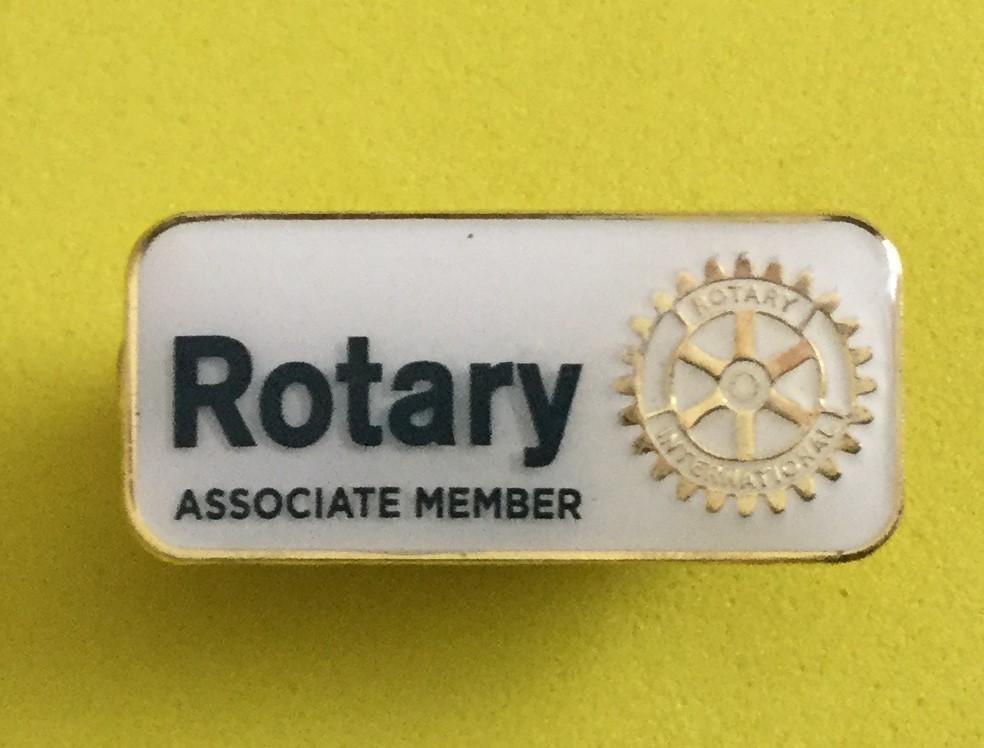 Rotary
ASSOCIATE MEMBER
ROTARY
INTERNATIONAL